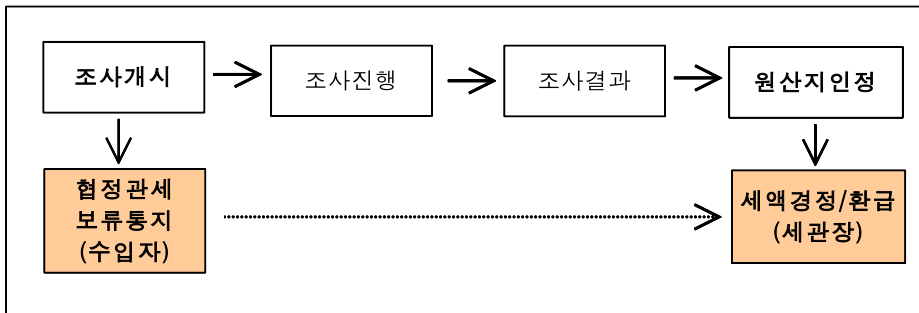 조사개시
조사진행
조사결과
원산지인정
협정관세
보류통지
(수입자)
세액경정/환급
(세관장)